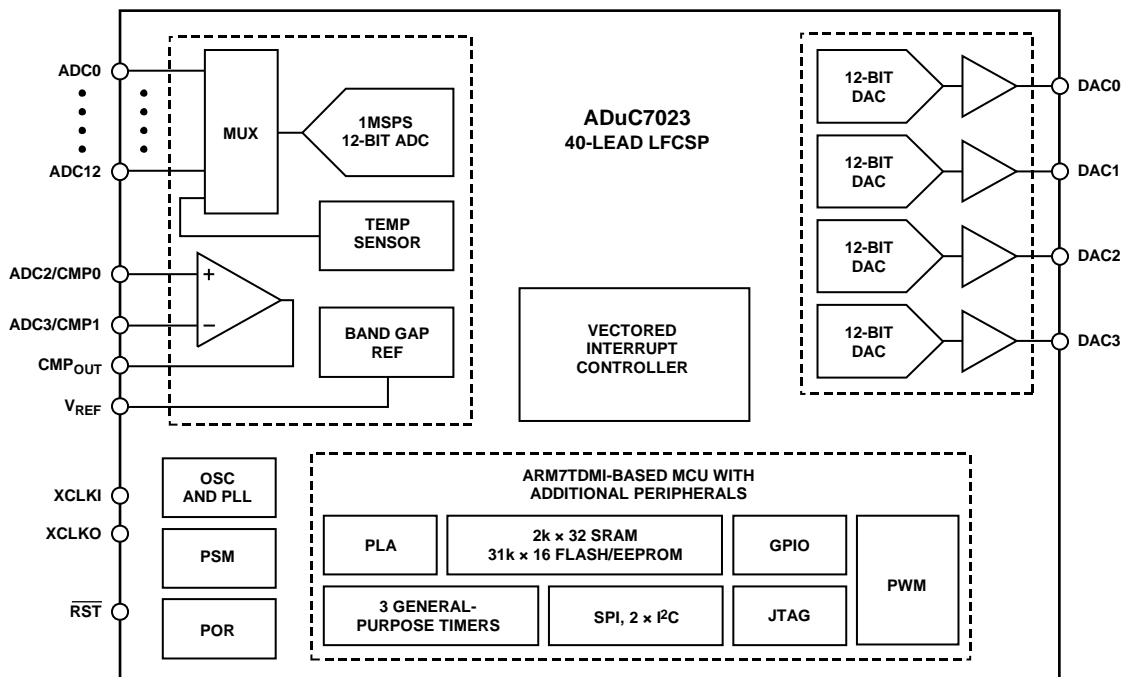 ADC0
ADC12
ADC2/CMP0
ADC3/CMP1
CMPOUT
VREF
XCLKI
XCLKO
RST
MUX
1MSPS
12-BIT ADC
TEMP
SENSOR
+
−
BAND GAP
REF
ADuC7023
40-LEAD LFCSP
VECTORED
INTERRUPT
CONTROLLER
12-BIT
DAC
12-BIT
DAC
12-BIT
DAC
12-BIT
DAC
DAC0
DAC1
DAC2
DAC3
OSC
AND PLL
PSM
POR
ARM7TDMI-BASED MCU WITH
ADDITIONAL PERIPHERALS
PLA
2k × 32 SRAM
31k × 16 FLASH/EEPROM
GPIO
PWM
3 GENERAL-
PURPOSE TIMERS
SPI, 2 × I²C
JTAG